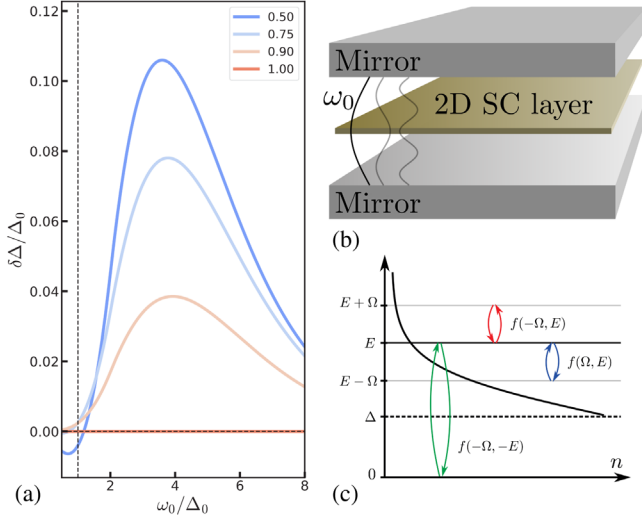 0.12
0.10
0.08
0.06
0.04
0.02
0.00
2
4
6
8
δΔ/Δ₀
ω₀/Δ₀
0.50
0.75
0.90
1.00
(a)
Mirror
ω₀
2D SC layer
Mirror
(b)
E + Ω
E
E − Ω
Δ
0
f(−Ω, E)
f(Ω, E)
f(−Ω, −E)
n
(c)